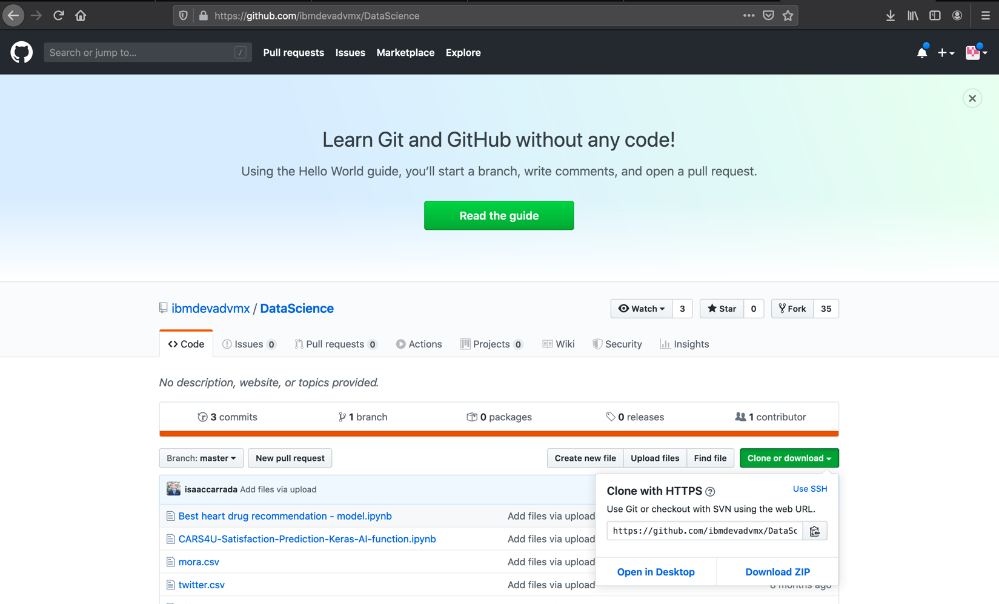 https://github.com/ibmdevadvmx/DataScience
Search or jump to... / Pull requests Issues Marketplace Explore
Learn Git and GitHub without any code!
Using the Hello World guide, you’ll start a branch, write comments, and open a pull request.
Read the guide
ibmdevadvmx / DataScience Watch 3 Star 0 Fork 35
Code Issues 0 Pull requests 0 Actions Projects 0 Wiki Security Insights
No description, website, or topics provided.
3 commits 1 branch 0 packages 0 releases 1 contributor
Branch: master New pull request Create new file Upload files Find file Clone or download
isaaccarrada Add files via upload
Clone with HTTPS ? Use SSH
Use Git or checkout with SVN using the web URL.
https://github.com/ibmdevadvmx/DataSc
Open in Desktop Download ZIP
Best heart drug recommendation - model.ipynb Add files via upload
CARS4U-Satisfaction-Prediction-Keras-AI-function.ipynb Add files via upload
mora.csv Add files via upload
twitter.csv Add files via upload 6 months ago